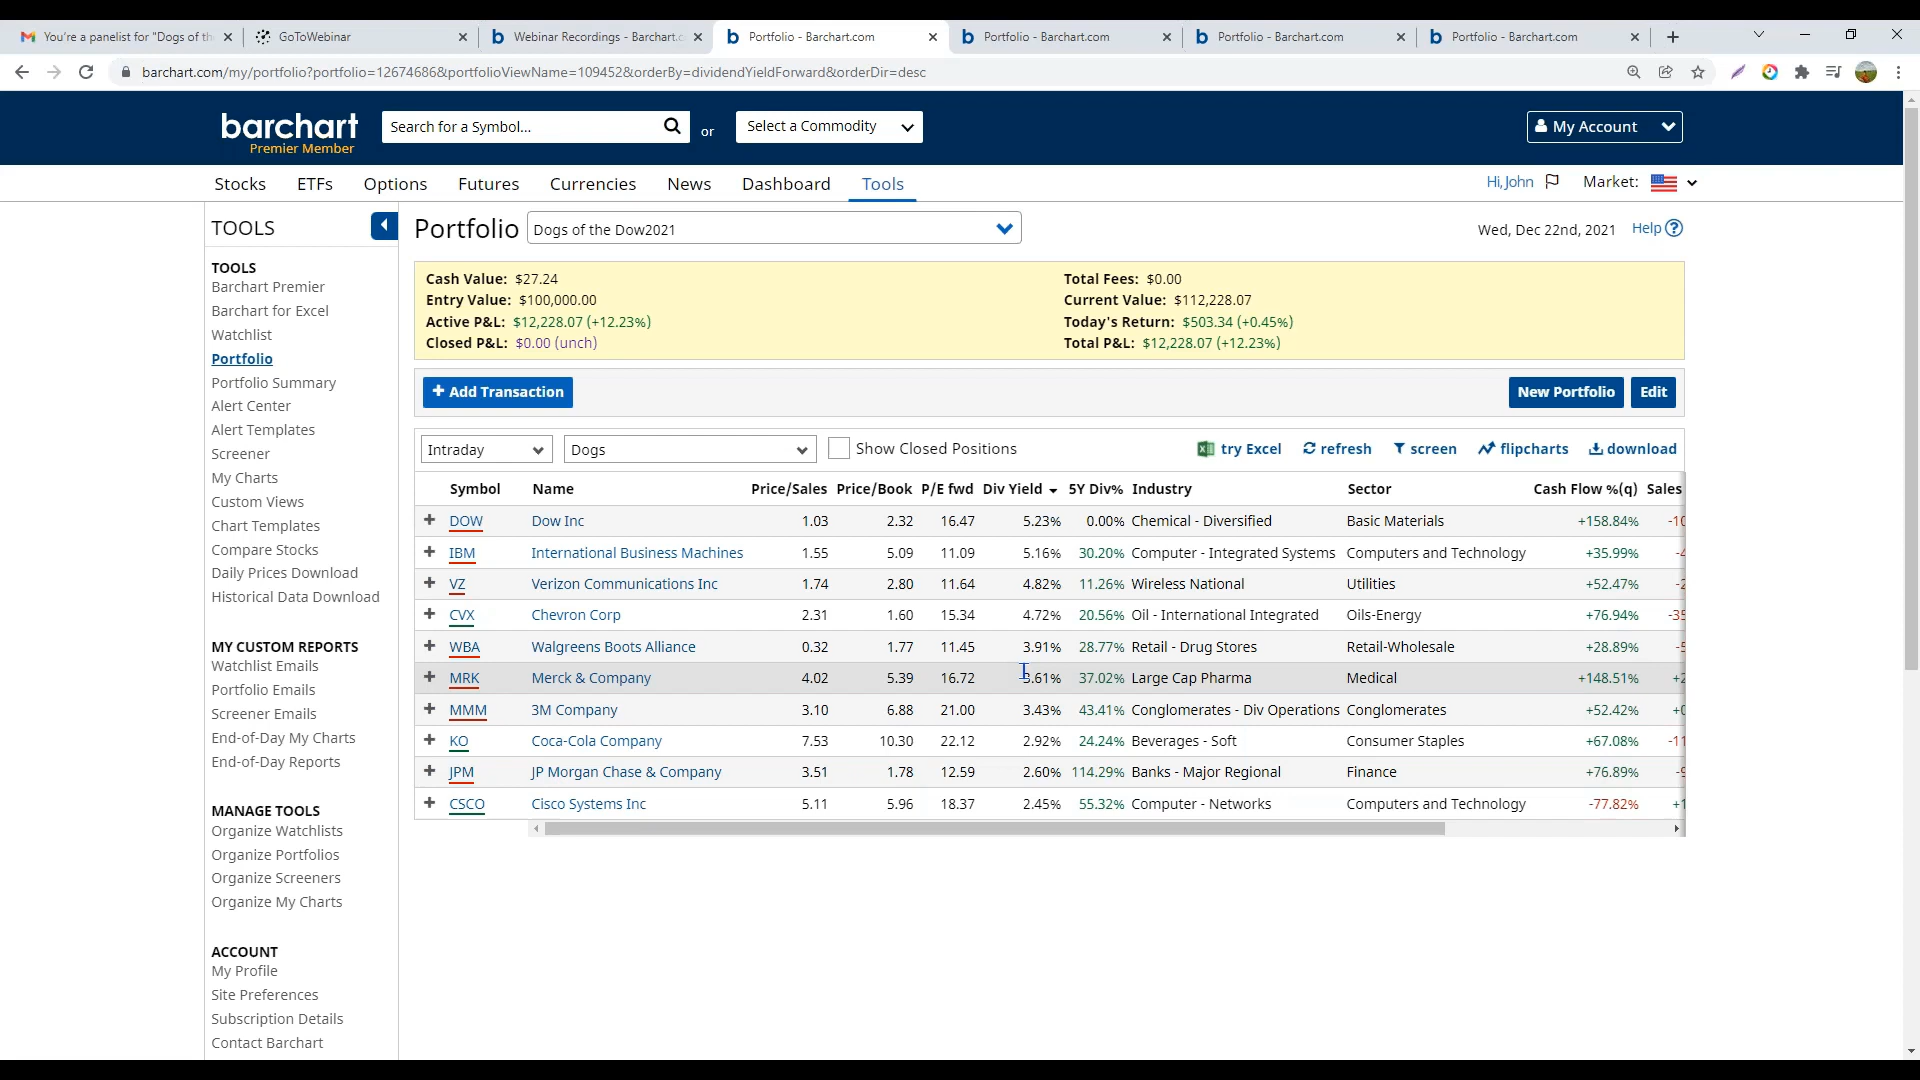 You're a panelist for "Dogs of th
GoToWebinar
Webinar Recordings - Barchart.c
Portfolio - Barchart.com
Portfolio - Barchart.com
Portfolio - Barchart.com
Portfolio - Barchart.com
barchart.com/my/portfolio?portfolio=12674686&portfolioViewName=109452&orderBy=dividendYieldForward&orderDir=desc
barchart
Premier Member
Search for a Symbol...
or
Select a Commodity
My Account
Stocks ETFs Options Futures Currencies News Dashboard Tools
Hi, John
Market:
TOOLS
TOOLS
Barchart Premier
Barchart for Excel
Watchlist
Portfolio
Portfolio Summary
Alert Center
Alert Templates
Screener
My Charts
Custom Views
Chart Templates
Compare Stocks
Daily Prices Download
Historical Data Download
MY CUSTOM REPORTS
Watchlist Emails
Portfolio Emails
Screener Emails
End-of-Day My Charts
End-of-Day Reports
MANAGE TOOLS
Organize Watchlists
Organize Portfolios
Organize Screeners
Organize My Charts
ACCOUNT
My Profile
Site Preferences
Subscription Details
Contact Barchart
Portfolio Dogs of the Dow2021
Wed, Dec 22nd, 2021 Help ?
Cash Value: $27.24
Entry Value: $100,000.00
Active P&L: $12,228.07 (+12.23%)
Closed P&L: $0.00 (unch)
Total Fees: $0.00
Current Value: $112,228.07
Today's Return: $503.34 (+0.45%)
Total P&L: $12,228.07 (+12.23%)
+ Add Transaction
New Portfolio
Edit
Intraday Dogs Show Closed Positions try Excel refresh screen flipcharts download
Symbol Name Price/Sales Price/Book P/E fwd Div Yield 5Y Div% Industry Sector Cash Flow %(q) Sales
+ DOW Dow Inc 1.03 2.32 16.47 5.23% 0.00% Chemical - Diversified Basic Materials +158.84% -10
+ IBM International Business Machines 1.55 5.09 11.09 5.16% 30.20% Computer - Integrated Systems Computers and Technology +35.99% -4
+ VZ Verizon Communications Inc 1.74 2.80 11.64 4.82% 11.26% Wireless National Utilities +52.47% -2
+ CVX Chevron Corp 2.31 1.60 15.34 4.72% 20.56% Oil - International Integrated Oils-Energy +76.94% -35
+ WBA Walgreens Boots Alliance 0.32 1.77 11.45 3.91% 28.77% Retail - Drug Stores Retail-Wholesale +28.89% -5
+ MRK Merck & Company 4.02 5.39 16.72 3.61% 37.02% Large Cap Pharma Medical +148.51% +2
+ MMM 3M Company 3.10 6.88 21.00 3.43% 43.41% Conglomerates - Div Operations Conglomerates +52.42% +0
+ KO Coca-Cola Company 7.53 10.30 22.12 2.92% 24.24% Beverages - Soft Consumer Staples +67.08% -11
+ JPM JP Morgan Chase & Company 3.51 1.78 12.59 2.60% 114.29% Banks - Major Regional Finance +76.89% -9
+ CSCO Cisco Systems Inc 5.11 5.96 18.37 2.45% 55.32% Computer - Networks Computers and Technology -77.82% +1